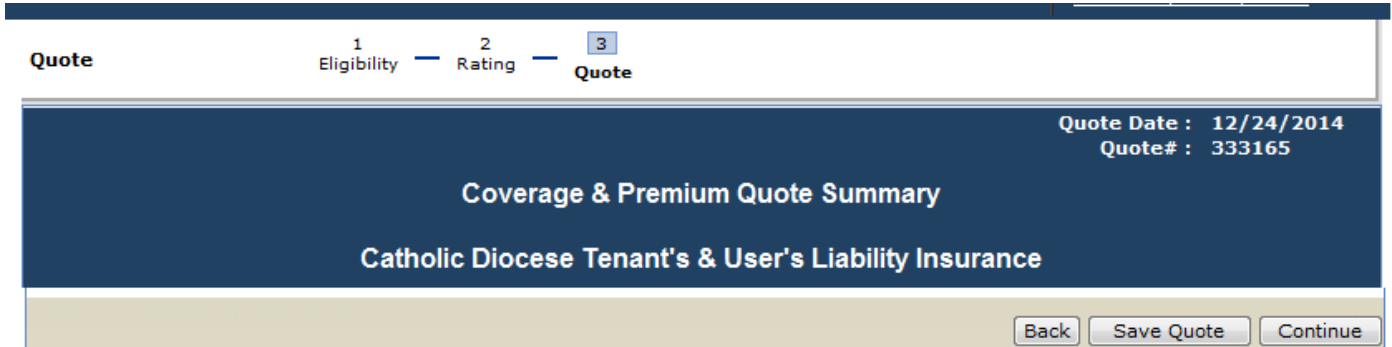 Quote
1 2 3
Eligibility — Rating — Quote
Quote Date : 12/24/2014
Quote# : 333165
Coverage & Premium Quote Summary
Catholic Diocese Tenant's & User's Liability Insurance
Back Save Quote Continue